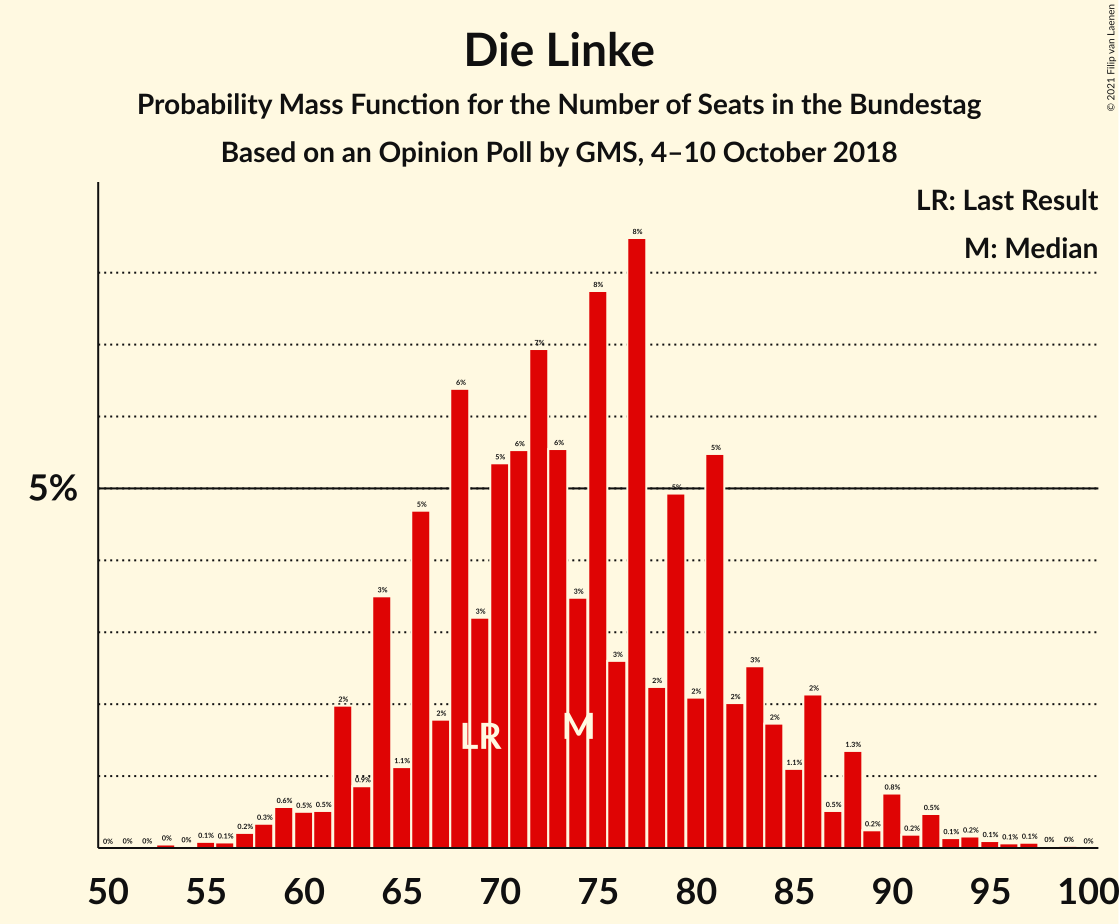 Die Linke
Probability Mass Function for the Number of Seats in the Bundestag
Based on an Opinion Poll by GMS, 4–10 October 2018
© 2021 Filip van Laenen
LR: Last Result
M: Median
5%
0% 0% 0% 0% 0% 0.1% 0.1% 0.2% 0.3% 0.6% 0.5% 0.5% 2% 0.9% 3% 1.1% 5% 2% 6% 3% 5% 6% 7% 6% 3% 8% 3% 8% 2% 5% 2% 5% 2% 3% 2% 1.1% 2% 0.5% 1.3% 0.2% 0.8% 0.2% 0.5% 0.1% 0.2% 0.1% 0.1% 0.1% 0% 0% 0%
LR M
50 55 60 65 70 75 80 85 90 95 100